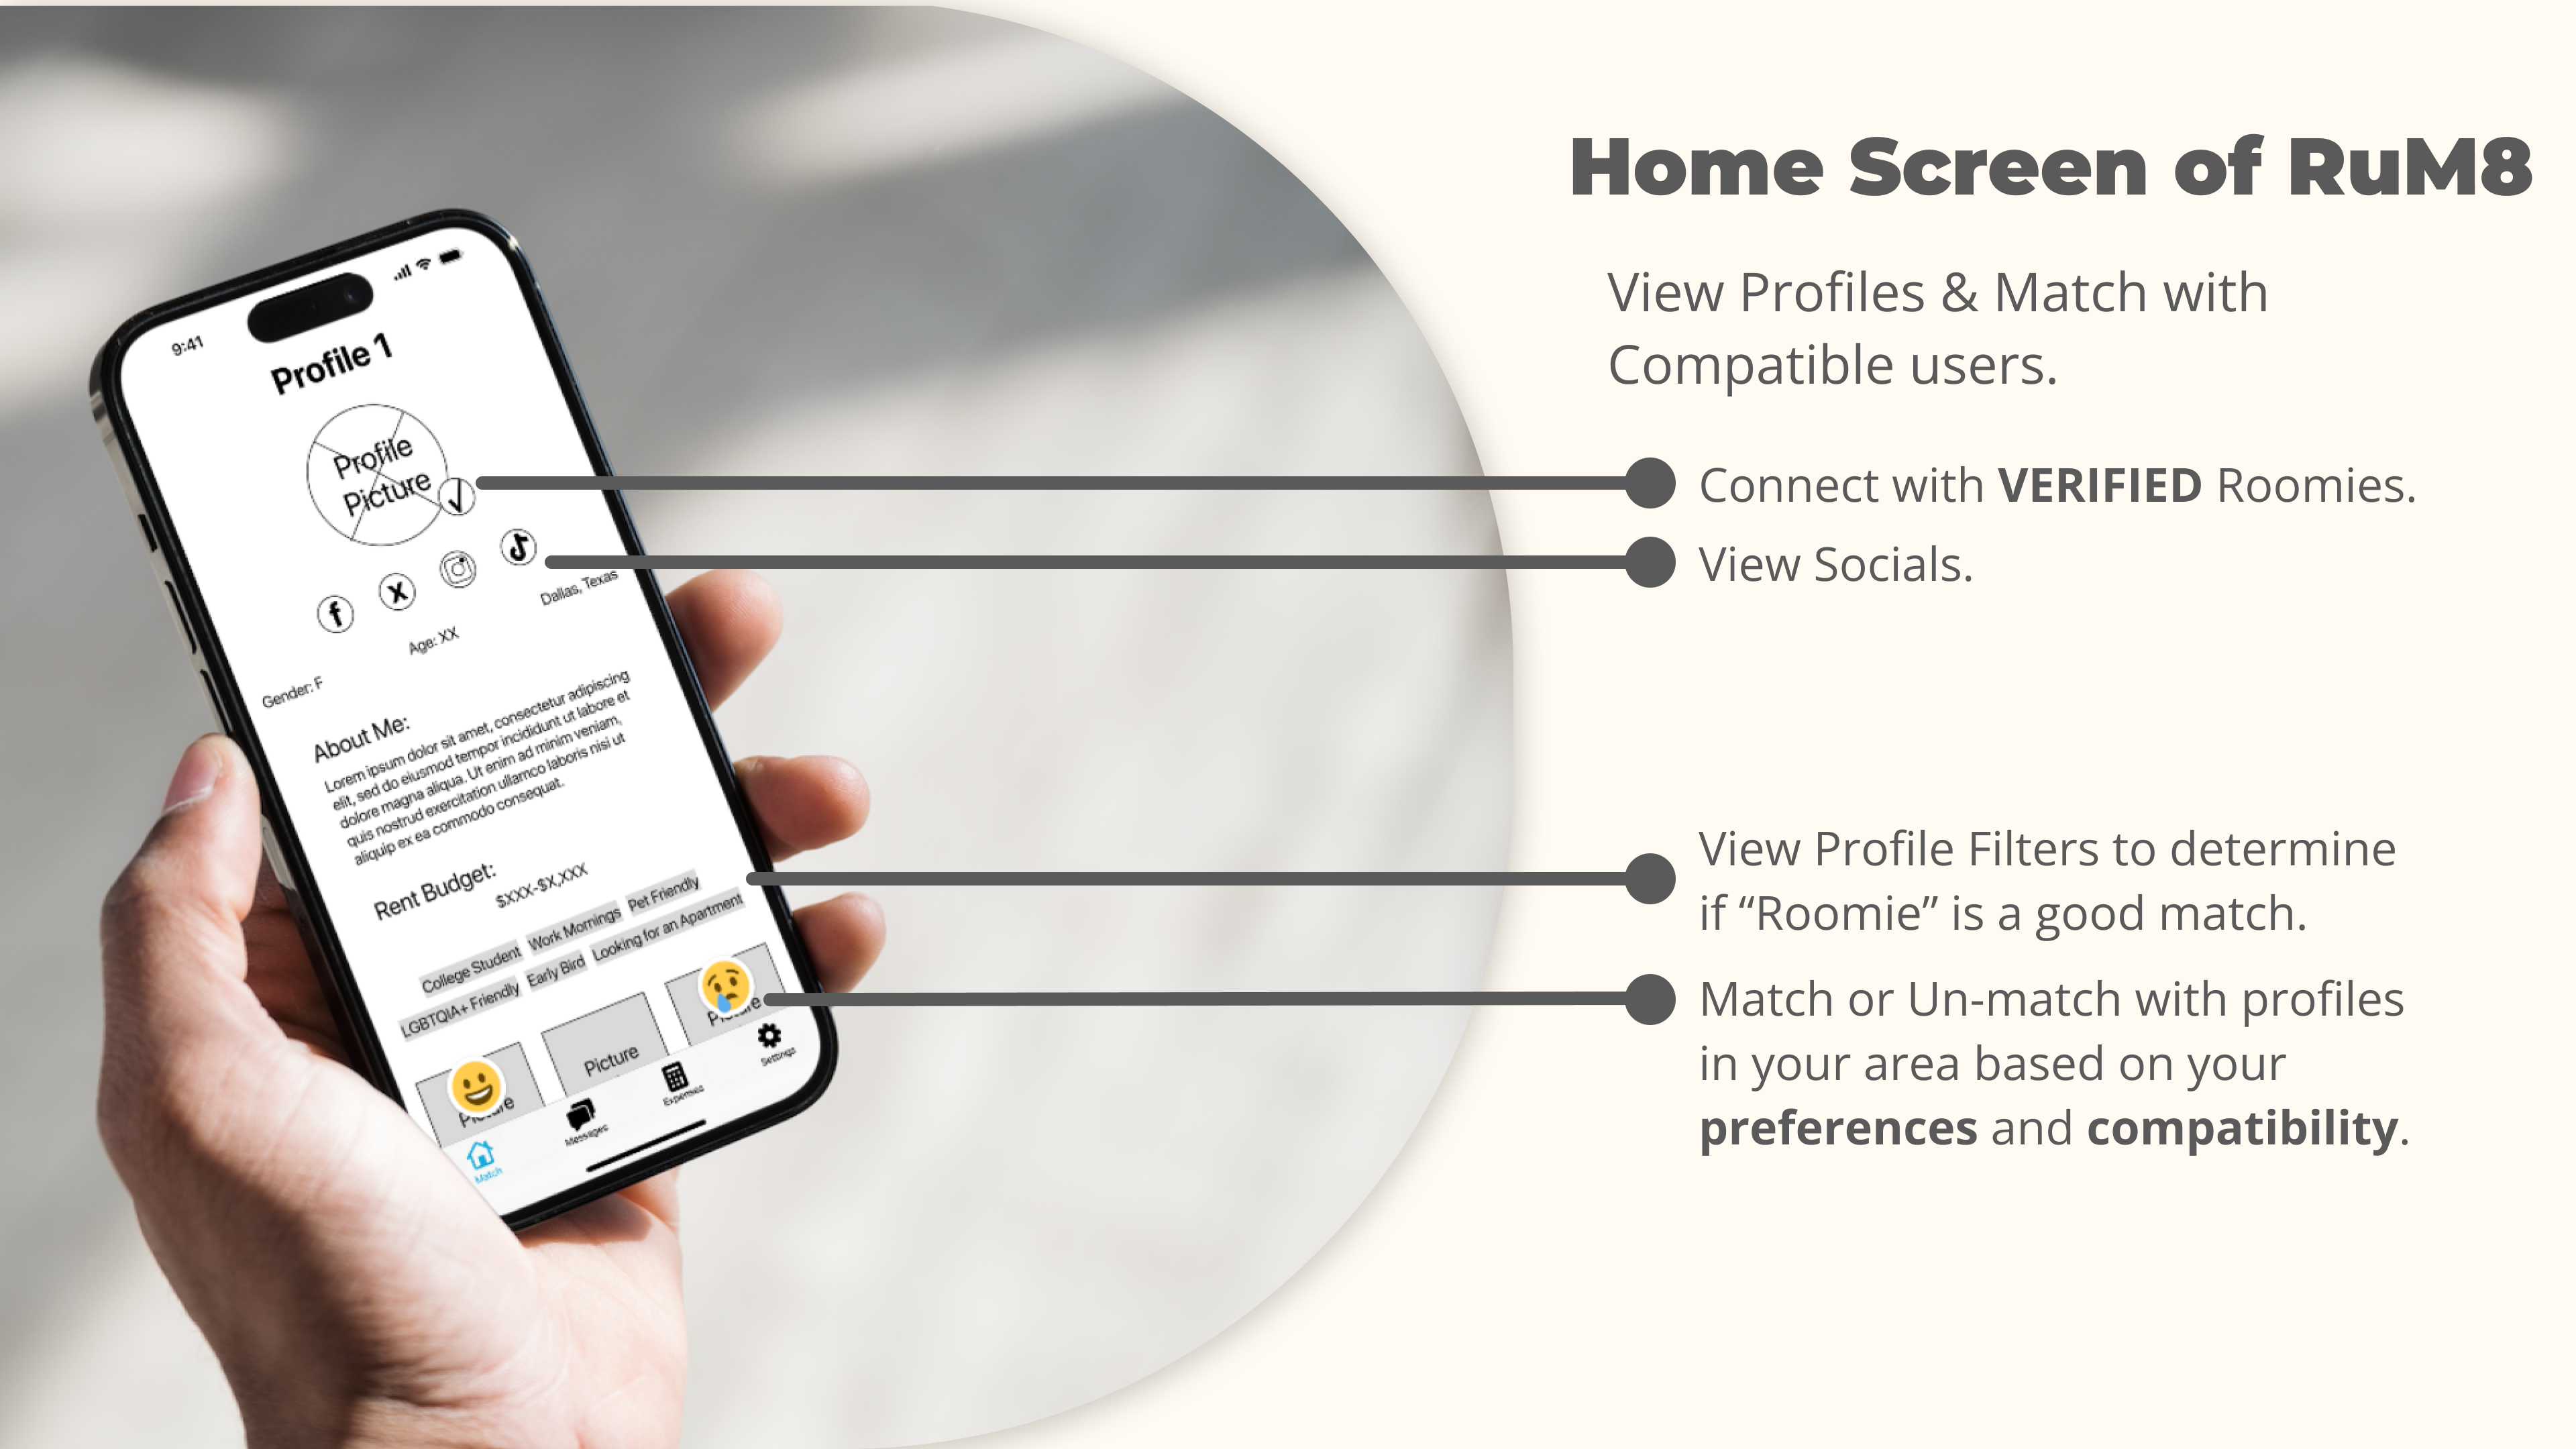 Home Screen of RuM8
View Profiles & Match with
Compatible users.
Connect with VERIFIED Roomies.
View Socials.
View Profile Filters to determine
if “Roomie” is a good match.
Match or Un-match with profiles
in your area based on your
preferences and compatibility.
9:41
Profile 1
Profile
Picture
Dallas, Texas
Age: XX
Gender: F
About Me:
Lorem ipsum dolor sit amet, consectetur adipiscing
elit, sed do eiusmod tempor incididunt ut labore et
dolore magna aliqua. Ut enim ad minim veniam,
quis nostrud exercitation ullamco laboris nisi ut
aliquip ex ea commodo consequat.
Rent Budget:
$XXX-$X,XXX
College Student Work Mornings Pet Friendly
LGBTQIA+ Friendly Early Bird Looking for an Apartment
Picture
Picture
Picture
Match
Messages
Expenses
Settings